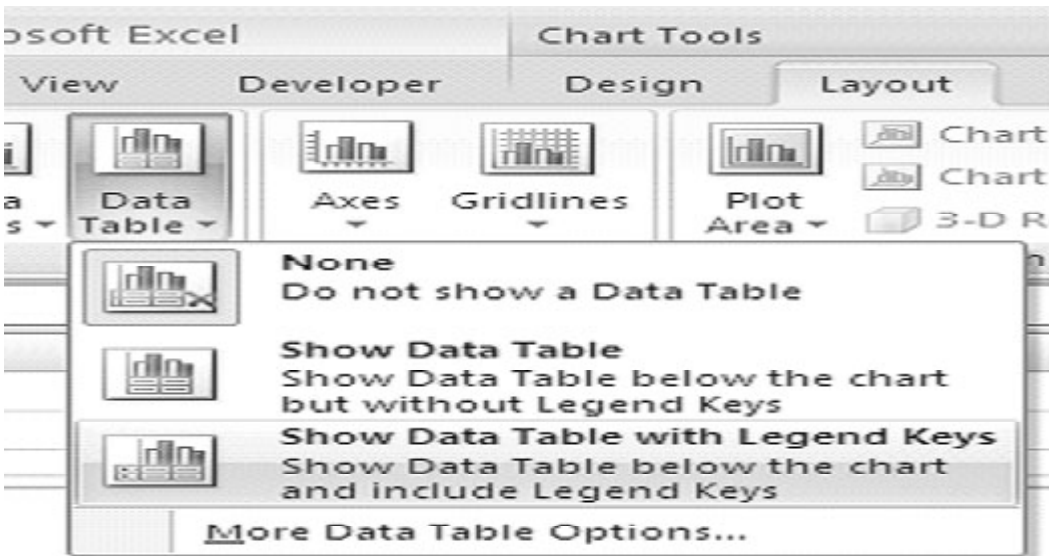 osoft Excel
Chart Tools
View Developer Design Layout
Data Table
Axes
Gridlines
Plot Area
Chart
Chart
3-D R
None
Do not show a Data Table
Show Data Table
Show Data Table below the chart
but without Legend Keys
Show Data Table with Legend Keys
Show Data Table below the chart
and include Legend Keys
More Data Table Options...